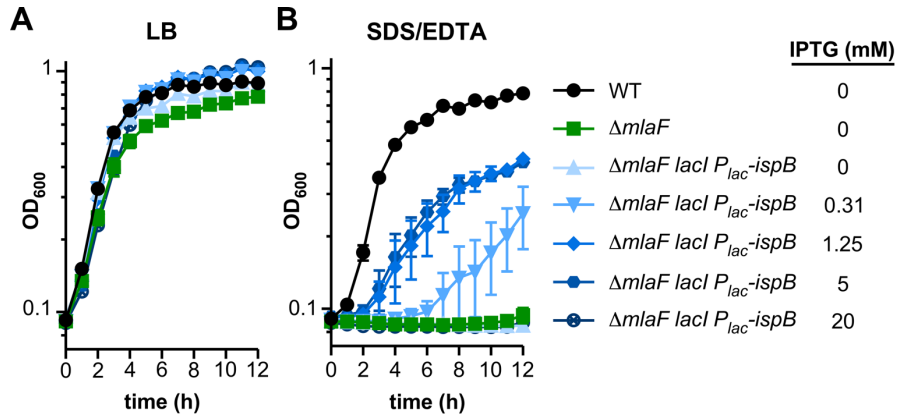 A
LB
1
0.1
OD600
0 2 4 6 8 10 12
time (h)
B
SDS/EDTA
1
0.1
OD600
0 2 4 6 8 10 12
time (h)
IPTG (mM)
WT 0
ΔmlaF 0
ΔmlaF lacI Plac-ispB 0
ΔmlaF lacI Plac-ispB 0.31
ΔmlaF lacI Plac-ispB 1.25
ΔmlaF lacI Plac-ispB 5
ΔmlaF lacI Plac-ispB 20